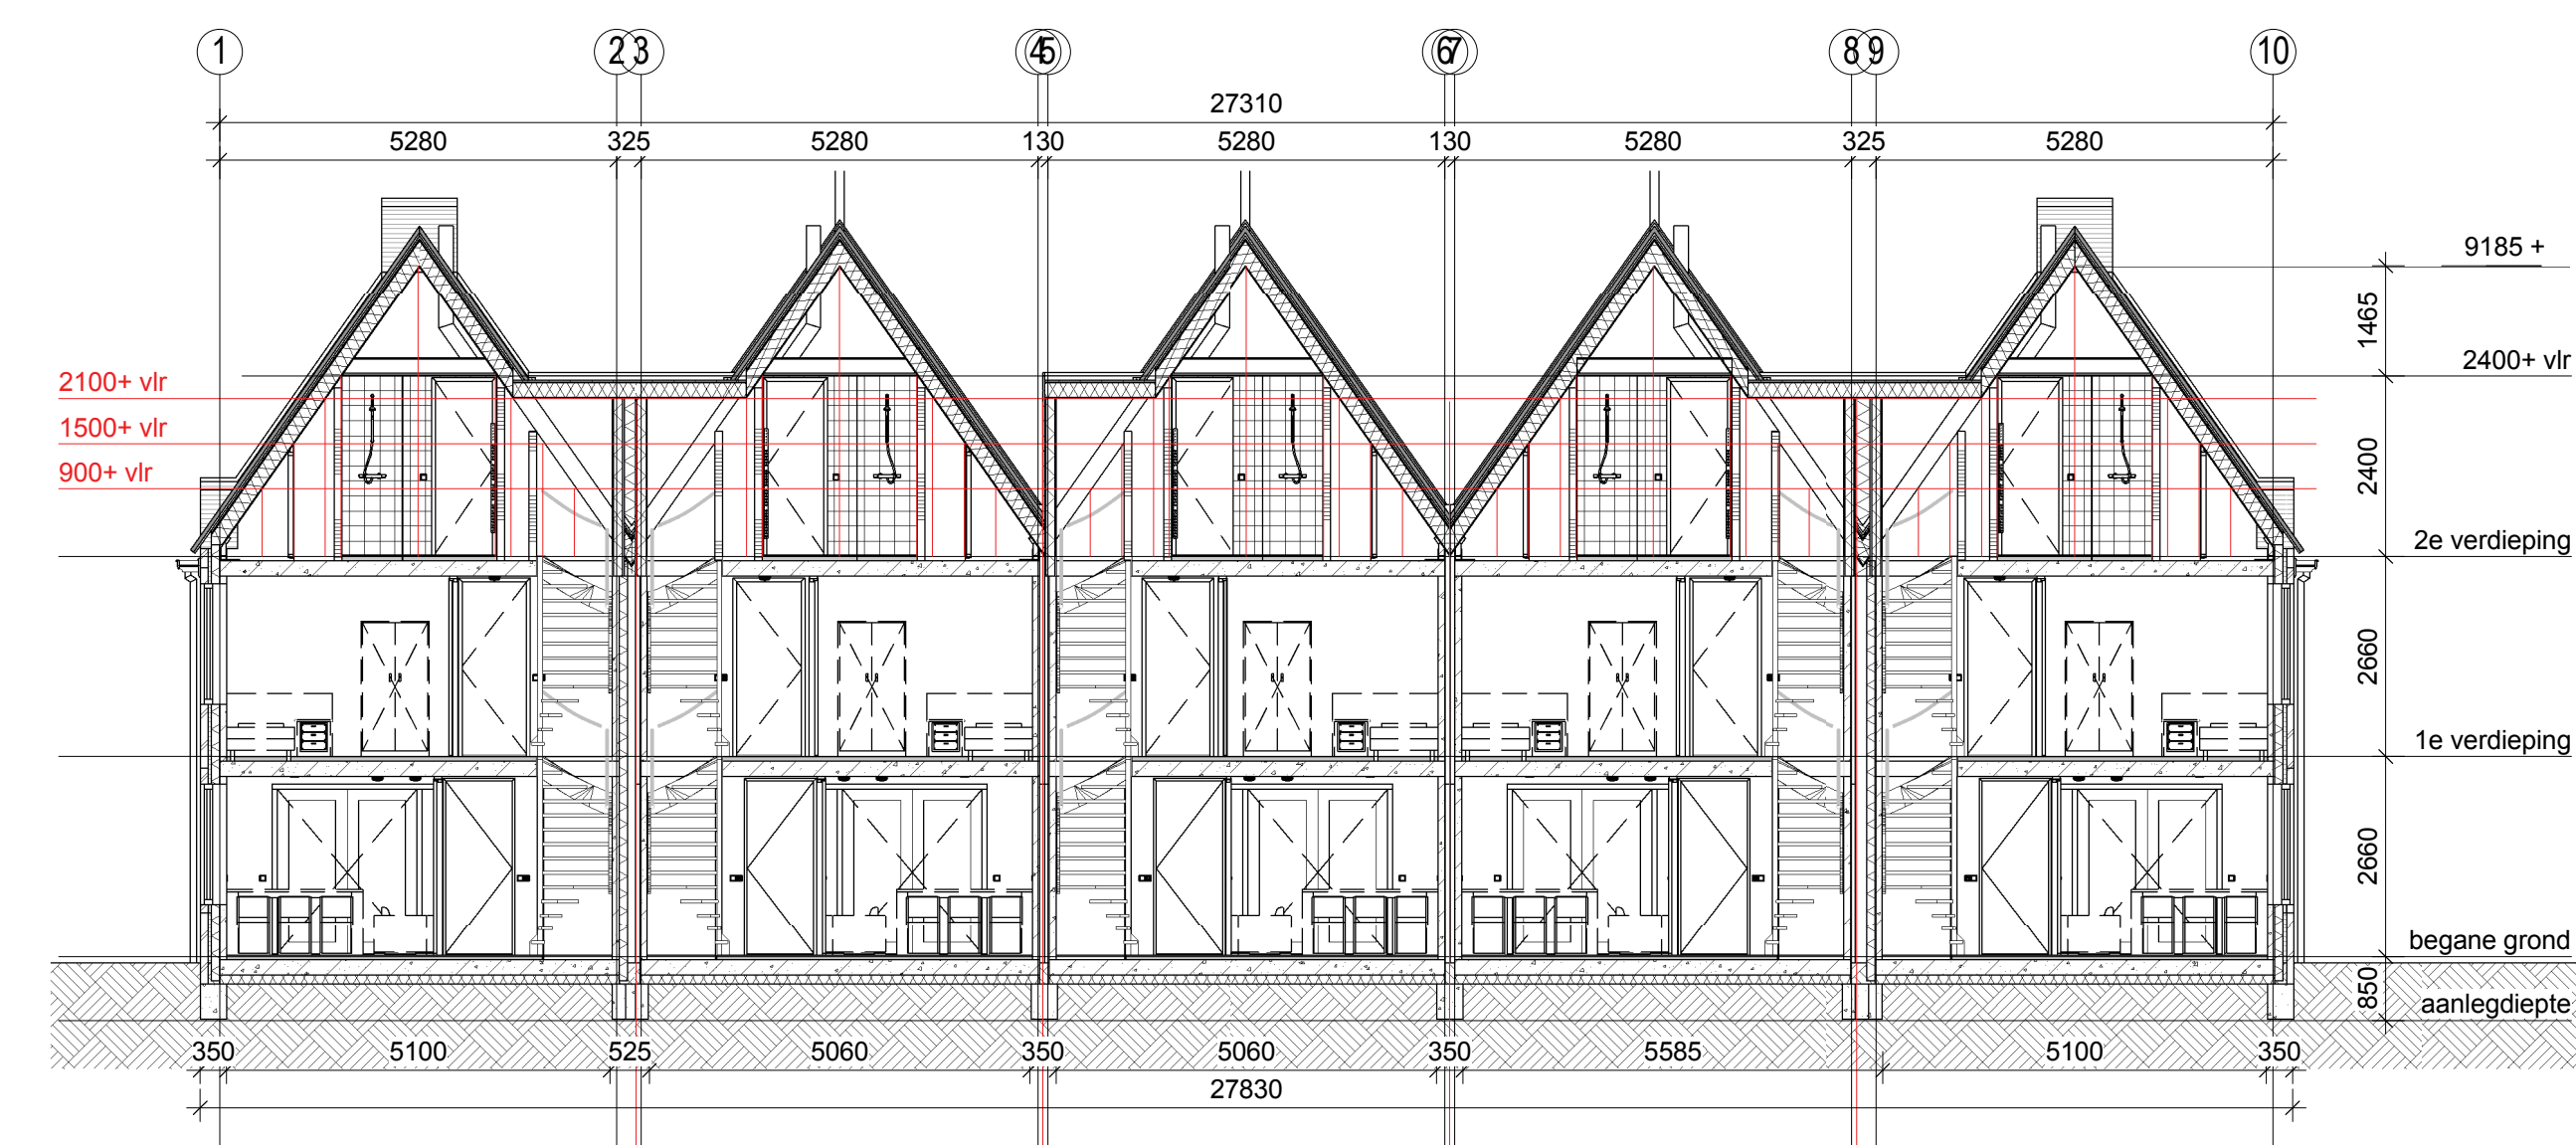 1 2 3 4 5 6 7 8 9 10
27310
5280 325 5280 130 5280 130 5280 325 5280
9185 +
1465
2100+ vlr
2400+ vlr
1500+ vlr
900+ vlr
2400
2e verdieping
2660
1e verdieping
2660
begane grond
850
aanlegdiepte
350 5100 525 5060 350 5060 350 5585 5100 350
27830